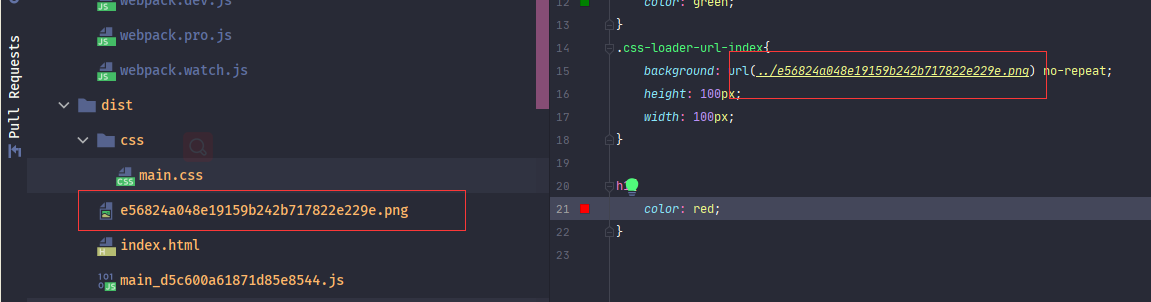 webpack.dev.js
webpack.pro.js
webpack.watch.js
dist
css
main.css
e56824a048e19159b242b717822e229e.png
index.html
main_d5c600a61871d85e8544.js
Pull Requests
12 color: green;
13 }
14 .css-loader-url-index{
15 background: url(../e56824a048e19159b242b717822e229e.png) no-repeat;
16 height: 100px;
17 width: 100px;
18 }
19
20
21 color: red;
22 }
23